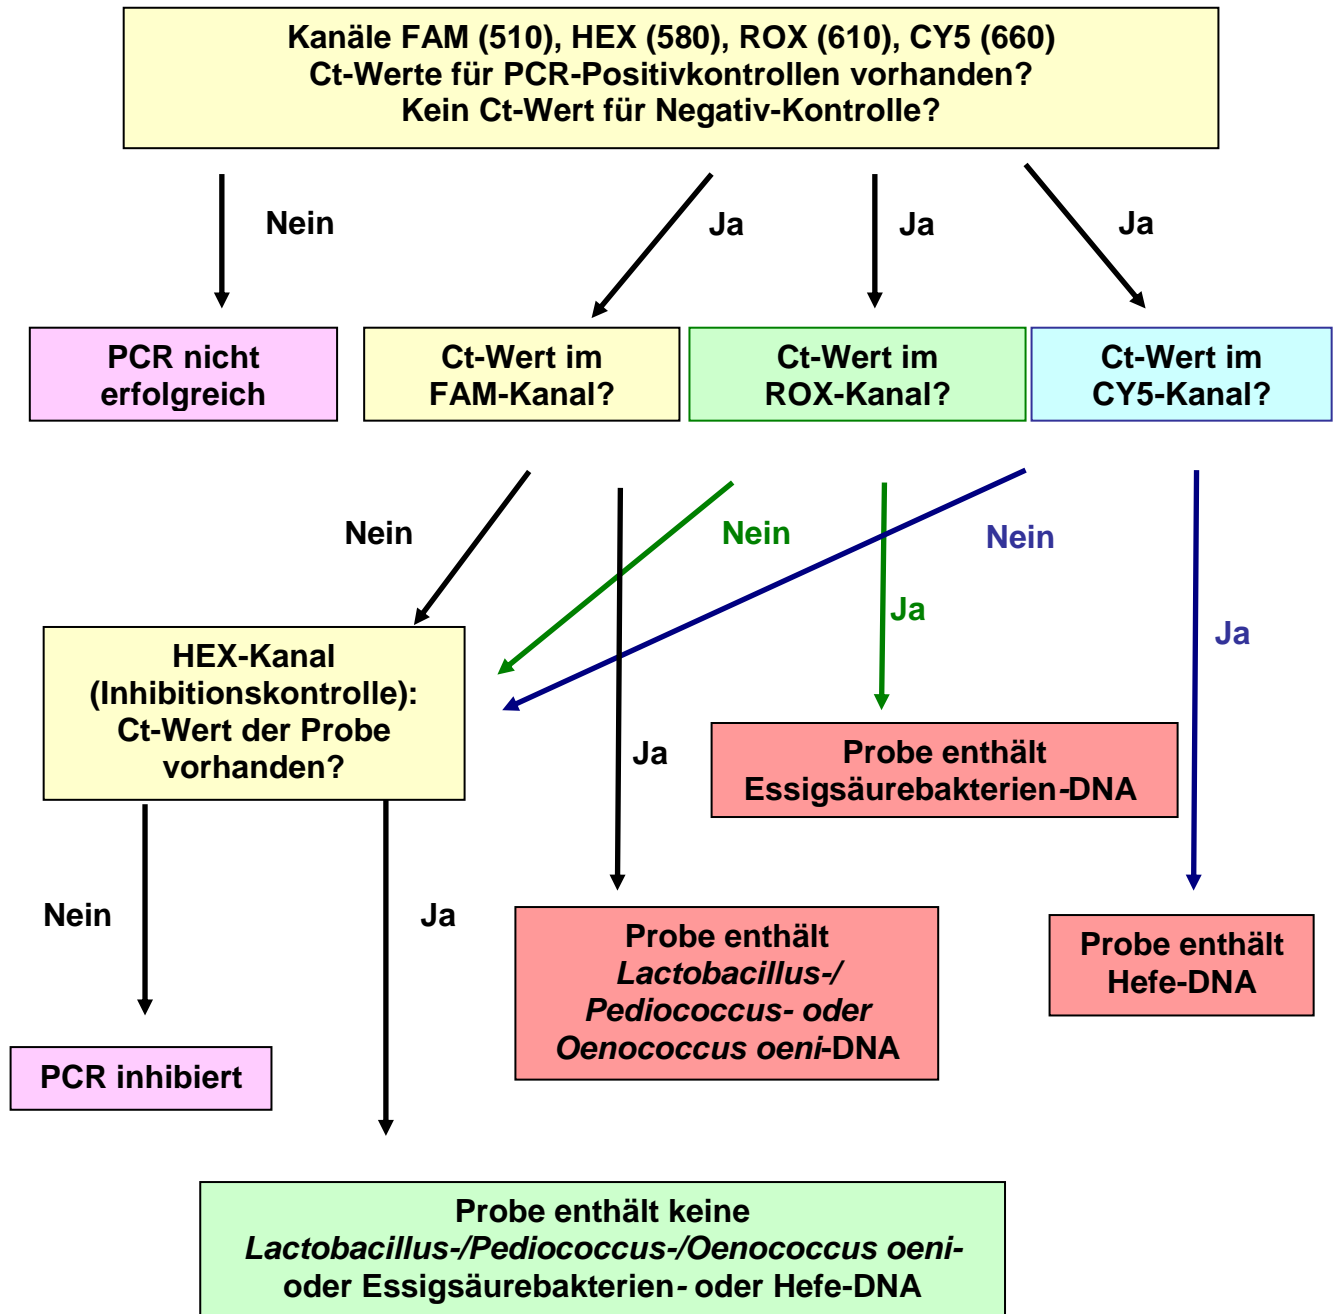 Kanäle FAM (510), HEX (580), ROX (610), CY5 (660)
Ct-Werte für PCR-Positivkontrollen vorhanden?
Kein Ct-Wert für Negativ-Kontrolle?
Nein
Ja
Ja
Ja
PCR nicht
erfolgreich
Ct-Wert im
FAM-Kanal?
Ct-Wert im
ROX-Kanal?
Ct-Wert im
CY5-Kanal?
Nein
Nein
Nein
Ja
Ja
HEX-Kanal
(Inhibitionskontrolle):
Ct-Wert der Probe
vorhanden?
Ja
Probe enthält
Essigsäurebakterien-DNA
Nein
Ja
Probe enthält
Lactobacillus-/
Pediococcus- oder
Oenococcus oeni-DNA
Probe enthält
Hefe-DNA
PCR inhibiert
Probe enthält keine
Lactobacillus-/Pediococcus-/Oenococcus oeni-
oder Essigsäurebakterien- oder Hefe-DNA